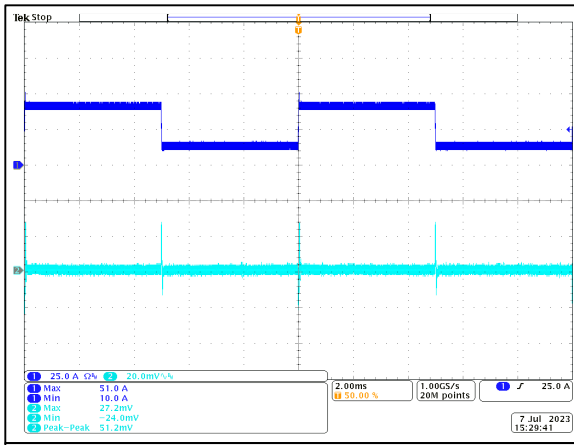 Tek Stop
T
T
1
2
1 25.0 A Ω 2 20.0mV
1 Max 51.0 A
1 Min 10.0 A
2 Max 27.2mV
2 Min -24.0mV
2 Peak-Peak 51.2mV
2.00ms
T 50.00 %
1.00GS/s
20M points
1 25.0 A
7 Jul 2023
15:29:41